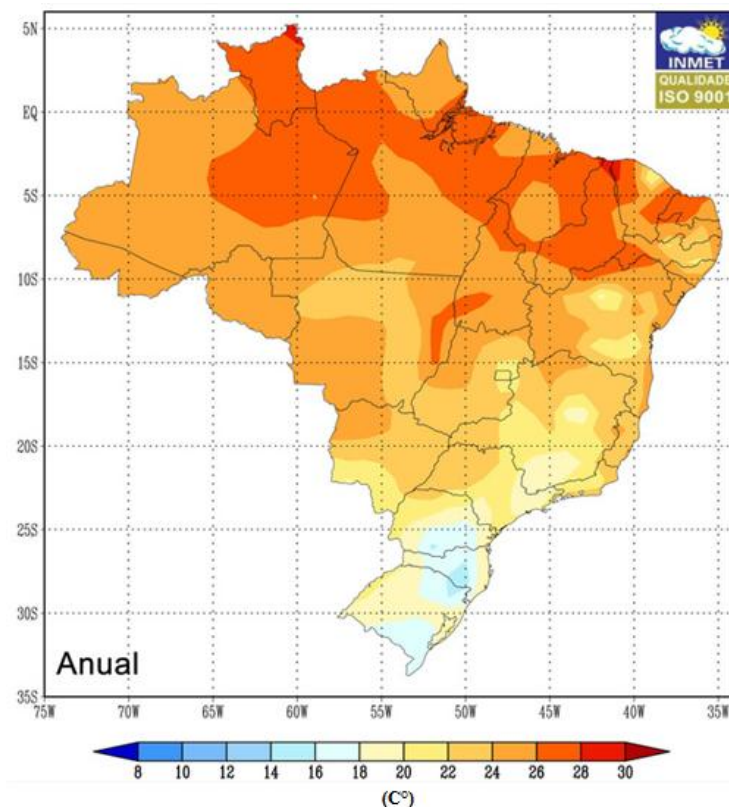 5N
INMET
QUALIDADE
ISO 9001
EQ
5S
10S
15S
20S
25S
30S
Anual
35S
75W 70W 65W 60W 55W 50W 45W 40W 35W
8 10 12 14 16 18 20 22 24 26 28 30
(C°)